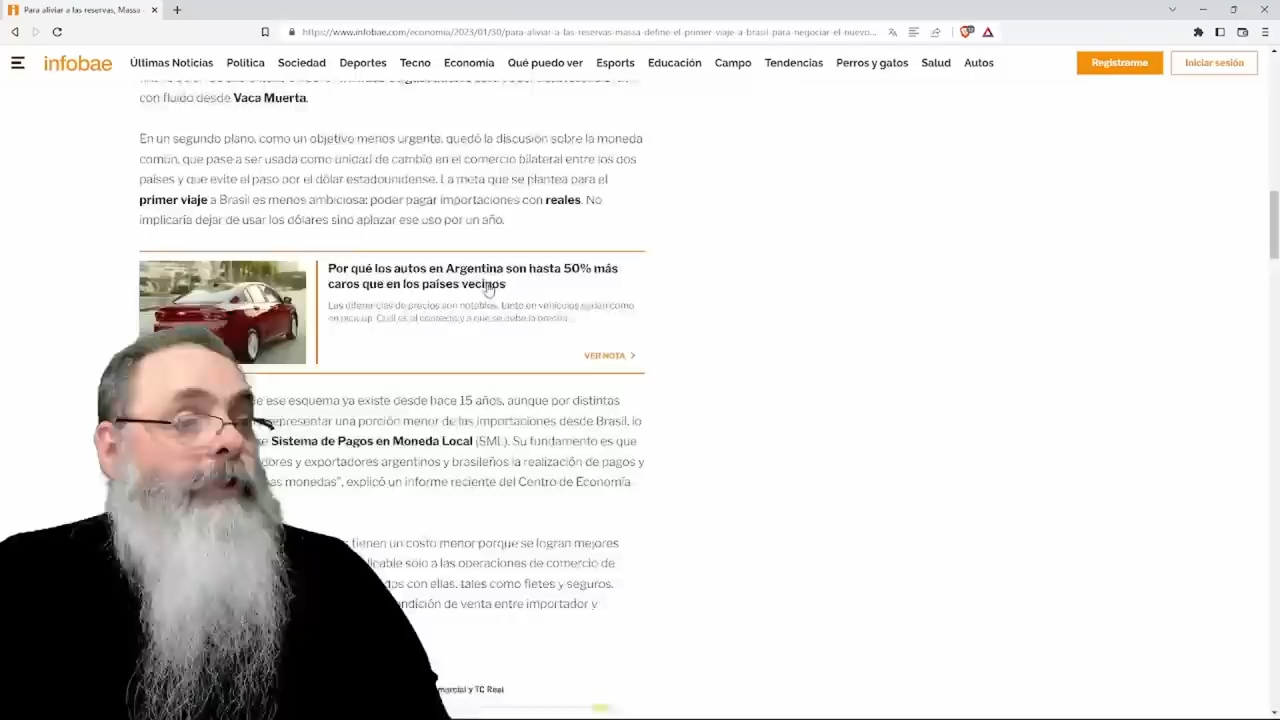 Para aliviar a las reservas, Massa
https://www.infobae.com/economia/2023/01/30/para-aliviar-a-las-reservas-massa-define-el-primer-viaje-a-brasil-para-negociar-el-nuevo...
infobae
Últimas Noticias Política Sociedad Deportes Tecno Economía Qué puedo ver Esports Educación Campo Tendencias Perros y gatos Salud Autos
Registrarme
Iniciar sesión
con fluido desde Vaca Muerta.
En un segundo plano, como un objetivo menos urgente, quedó la discusión sobre la moneda
común, que pase a ser usada como unidad de cambio en el comercio bilateral entre los dos
países y que evite el paso por el dólar estadounidense. La meta que se plantea para el
primer viaje a Brasil es menos ambiciosa: poder pagar importaciones con reales. No
implicaría dejar de usar los dólares sino aplazar ese uso por un año.
Por qué los autos en Argentina son hasta 50% más
caros que en los países vecinos
Las diferencias de precios son notables, tanto en vehículos sedan como
en pick up. Cuál es el contexto y a qué se debe la brecha
VER NOTA
de ese esquema ya existe desde hace 15 años, aunque por distintas
representar una porción menor de las importaciones desde Brasil, lo
Sistema de Pagos en Moneda Local (SML). Su fundamento es que
dores y exportadores argentinos y brasileños la realización de pagos y
as monedas", explicó un informe reciente del Centro de Economía
tienen un costo menor porque se logran mejores
licable sólo a las operaciones de comercio de
dos con ellas, tales como fletes y seguros.
ondición de venta entre importador y
mercial y TC Real